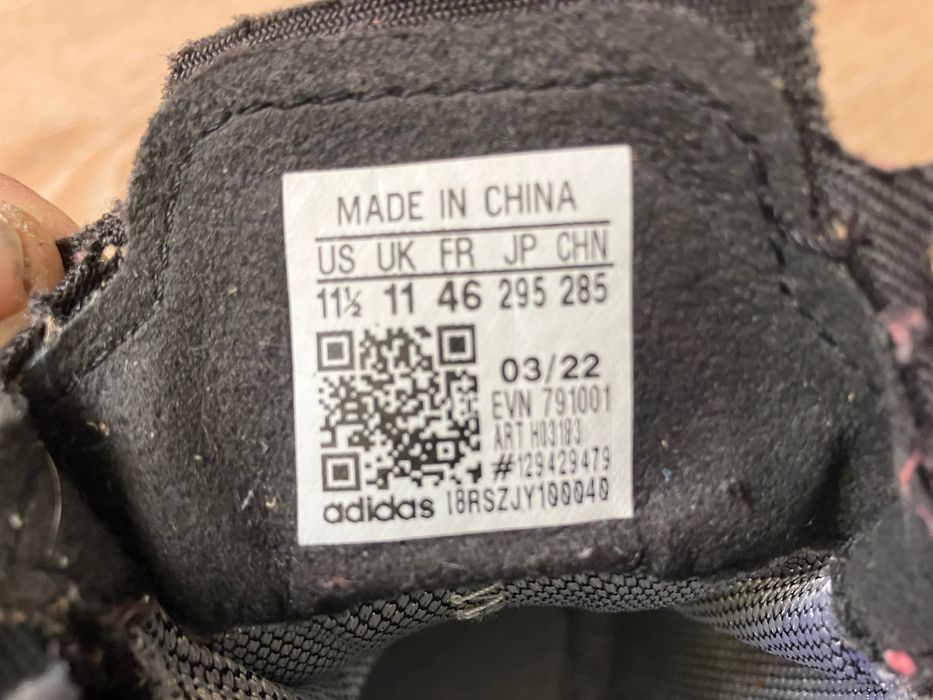 MADE IN CHINA
US UK FR JP CHN
11½ 11 46 295 285
03/22
EVN 791001
ART H03183
#129429479
adidas 18RSZJY100040